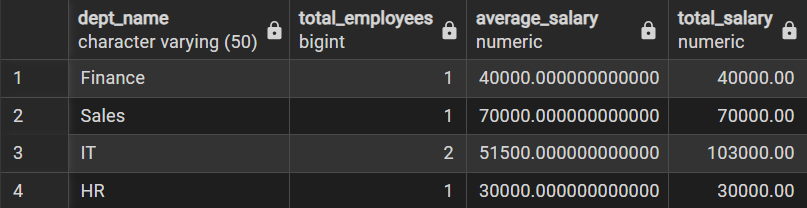 dept_name total_employees average_salary total_salary
character varying (50) bigint numeric numeric
1 Finance 1 40000.000000000000 40000.00
2 Sales 1 70000.000000000000 70000.00
3 IT 2 51500.000000000000 103000.00
4 HR 1 30000.000000000000 30000.00